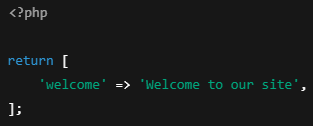 <?php
return [
    'welcome' => 'Welcome to our site',
];